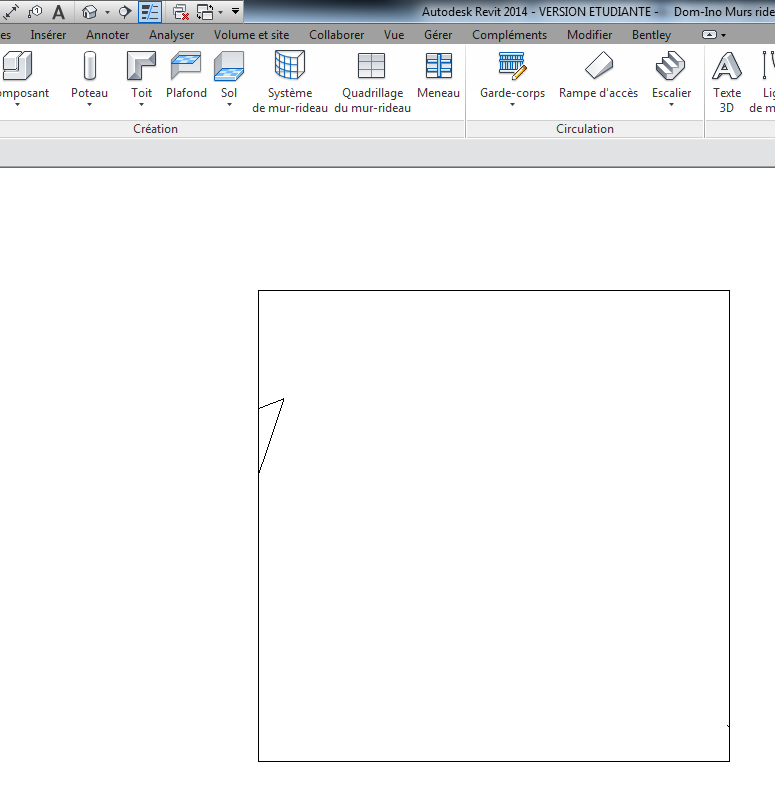 Autodesk Revit 2014 - VERSION ETUDIANTE - Dom-Ino Murs ride
es Insérer Annoter Analyser Volume et site Collaborer Vue Gérer Compléments Modifier Bentley
omposant Poteau Toit Plafond Sol Système Quadrillage Meneau Garde-corps Rampe d'accès Escalier Texte Lig
de mur-rideau du mur-rideau 3D de m
Création Circulation